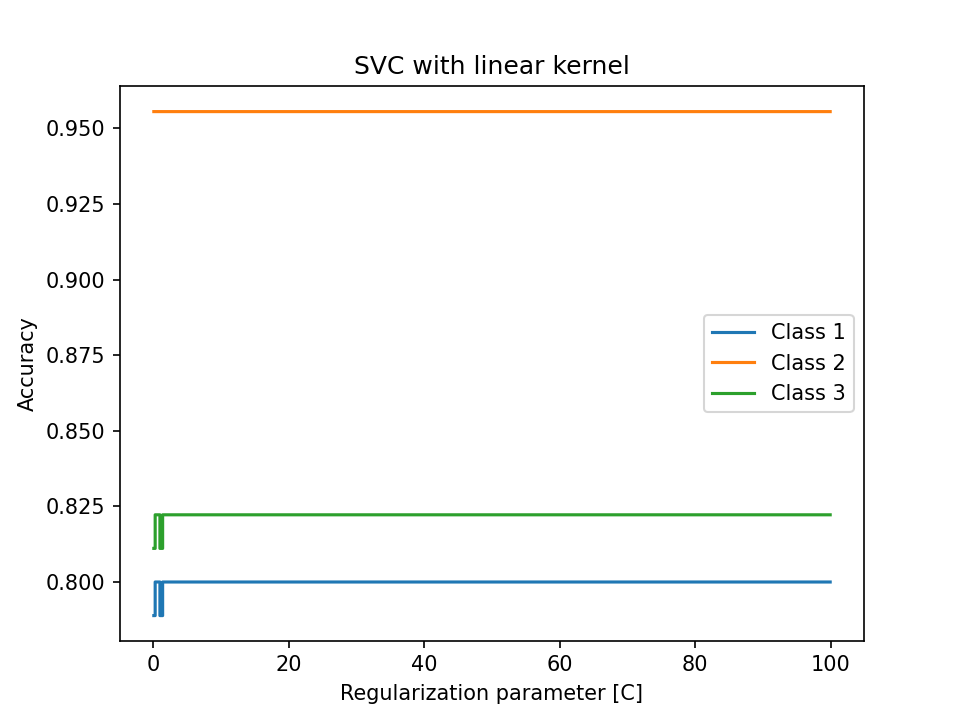 SVC with linear kernel
0.950
0.925
0.900
0.875
0.850
0.825
0.800
Accuracy
Class 1
Class 2
Class 3
0 20 40 60 80 100
Regularization parameter [C]